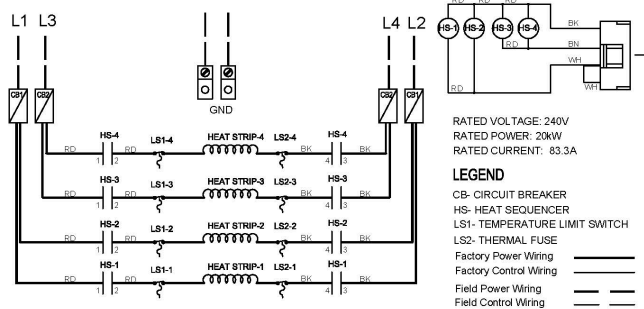 L1 L3 L4 L2
CB1 CB2 CB2 CB1
GND
HS-4 LS1-4 HEAT STRIP-4 LS2-4 HS-4
RD 1 2 RD BK 4 3 BK
HS-3 LS1-3 HEAT STRIP-3 LS2-3 HS-3
RD 1 2 RD BK 4 3 BK
HS-2 LS1-2 HEAT STRIP-2 LS2-2 HS-2
RD 1 2 RD BK 4 3 BK
HS-1 LS1-1 HEAT STRIP-1 LS2-1 HS-1
RD 1 2 RD BK 4 3 BK
RD RD RD
HS-1 HS-2 HS-3 HS-4
BK
RD BN
WH
WH
RD
RATED VOLTAGE: 240V
RATED POWER: 20kW
RATED CURRENT: 83.3A
LEGEND
CB- CIRCUIT BREAKER
HS- HEAT SEQUENCER
LS1- TEMPERATURE LIMIT SWITCH
LS2- THERMAL FUSE
Factory Power Wiring
Factory Control Wiring
Field Power Wiring
Field Control Wiring